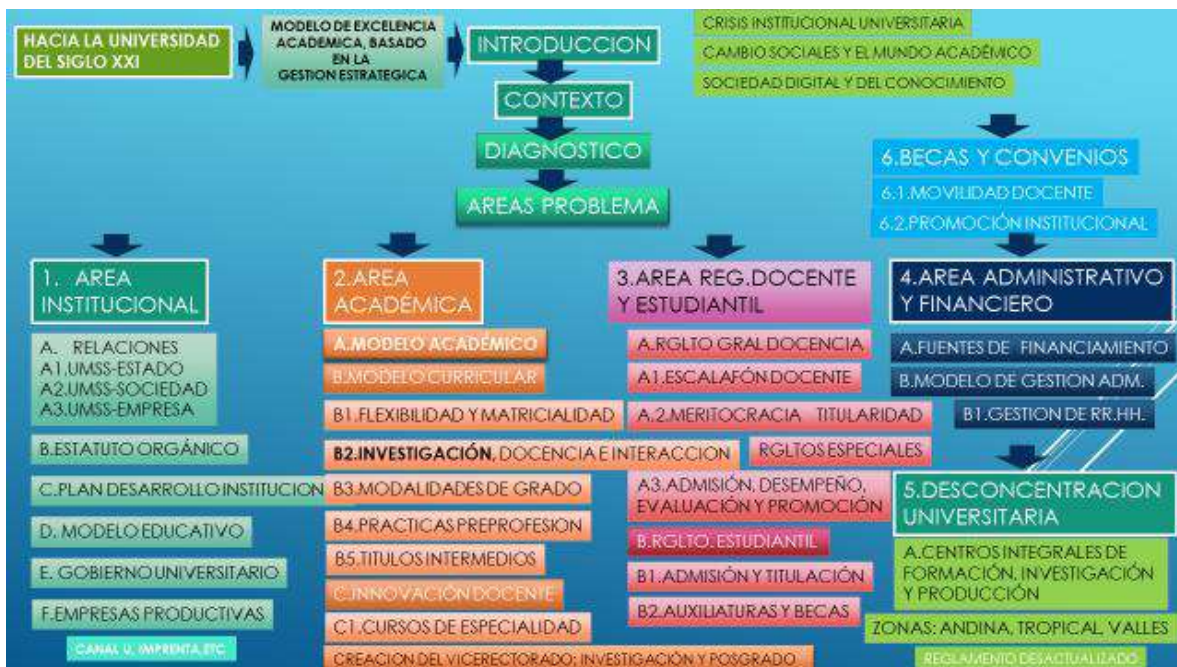 HACIA LA UNIVERSIDAD
DEL SIGLO XXI
MODELO DE EXCELENCIA
ACADEMICA, BASADO
EN LA
GESTION ESTRATEGICA
INTRODUCCION
CONTEXTO
DIAGNOSTICO
AREAS PROBLEMA
CRISIS INSTITUCIONAL UNIVERSITARIA
CAMBIO SOCIALES Y EL MUNDO ACADÉMICO
SOCIEDAD DIGITAL Y DEL CONOCIMIENTO
6.BECAS Y CONVENIOS
6.1.MOVILIDAD DOCENTE
6.2.PROMOCIÓN INSTITUCIONAL
1. AREA
INSTITUCIONAL
A. RELACIONES
A1.UMSS-ESTADO
A2.UMSS-SOCIEDAD
A3.UMSS-EMPRESA
B.ESTATUTO ORGÁNICO
C.PLAN DESARROLLO INSTITUCION
D. MODELO EDUCATIVO
E. GOBIERNO UNIVERSITARIO
F.EMPRESAS PRODUCTIVAS
CANAL U, IMPRENTA,ETC
2.AREA
ACADÉMICA
A.MODELO ACADÉMICO
B.MODELO CURRICULAR
B1.FLEXIBILIDAD Y MATRICIALIDAD
B2.INVESTIGACIÓN, DOCENCIA E INTERACCION
B3.MODALIDADES DE GRADO
B4.PRACTICAS PREPROFESION
B5.TITULOS INTERMEDIOS
C.INNOVACIÓN DOCENTE
C1.CURSOS DE ESPECIALIDAD
CREACION DEL VICERECTORADO: INVESTIGACIÓN Y POSGRADO
3.AREA REG.DOCENTE
Y ESTUDIANTIL
A.RGLTO GRAL DOCENCIA
A1.ESCALAFÓN DOCENTE
A.2.MERITOCRACIA TITULARIDAD
RGLTOS ESPECIALES
A3.ADMISIÓN, DESEMPEÑO,
EVALUACIÓN Y PROMOCIÓN
B.RGLTO. ESTUDIANTIL
B1.ADMISIÓN Y TITULACIÓN
B2.AUXILIATURAS Y BECAS
4.AREA ADMINISTRATIVO
Y FINANCIERO
A.FUENTES DE FINANCIAMIENTO
B.MODELO DE GESTION ADM.
B1.GESTION DE RR.HH.
5.DESCONCENTRACION
UNIVERSITARIA
A.CENTROS INTEGRALES DE
FORMACIÓN, INVESTIGACIÓN
Y PRODUCCIÓN
ZONAS: ANDINA, TROPICAL, VALLES
REGLAMENTO DESACTUALIZADO